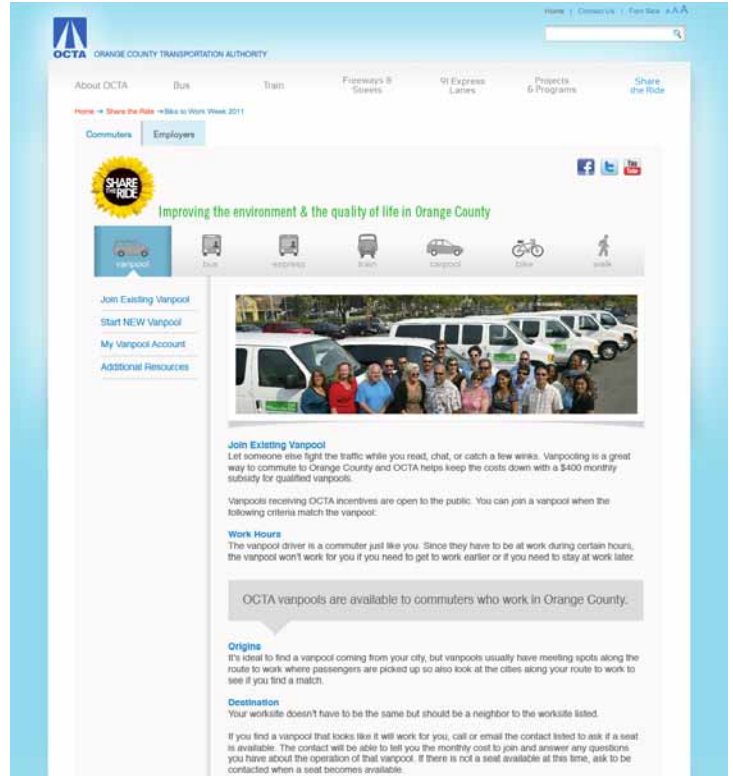 Home | Contact Us | Font Size A A A
OCTA ORANGE COUNTY TRANSPORTATION AUTHORITY
About OCTA Bus Train Freeways & Streets 91 Express Lanes Projects & Programs Share the Ride
Home → Share the Ride → Bike to Work Week 2011
Commuters Employers
SHARE THE RIDE
You Tube
Improving the environment & the quality of life in Orange County
vanpool bus express train carpool bike walk
Join Existing Vanpool
Start NEW Vanpool
My Vanpool Account
Additional Resources
Join Existing Vanpool
Let someone else fight the traffic while you read, chat, or catch a few winks. Vanpooling is a great
way to commute to Orange County and OCTA helps keep the costs down with a $400 monthly
subsidy for qualified vanpools.
Vanpools receiving OCTA incentives are open to the public. You can join a vanpool when the
following criteria match the vanpool:
Work Hours
The vanpool driver is a commuter just like you. Since they have to be at work during certain hours,
the vanpool won't work for you if you need to get to work earlier or if you need to stay at work later.
OCTA vanpools are available to commuters who work in Orange County.
Origins
It's ideal to find a vanpool coming from your city, but vanpools usually have meeting spots along the
route to work where passengers are picked up so also look at the cities along your route to work to
see if you find a match.
Destination
Your worksite doesn't have to be the same but should be a neighbor to the worksite listed.
If you find a vanpool that looks like it will work for you, call or email the contact listed to ask if a seat
is available. The contact will be able to tell you the monthly cost to join and answer any questions
you have about the operation of that vanpool. If there is not a seat available at this time, ask to be
contacted when a seat becomes available.